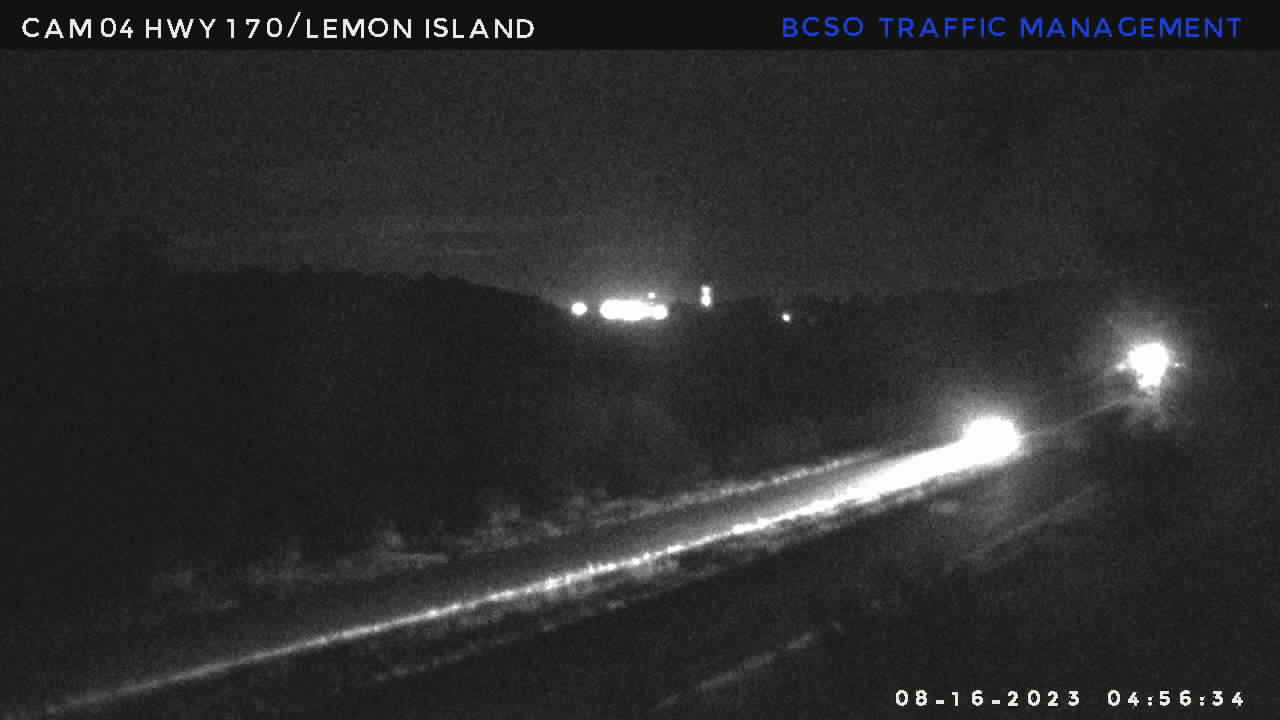 CAM 04 HWY 170/LEMON ISLAND
BCSO TRAFFIC MANAGEMENT
08-16-2023 04:56:34